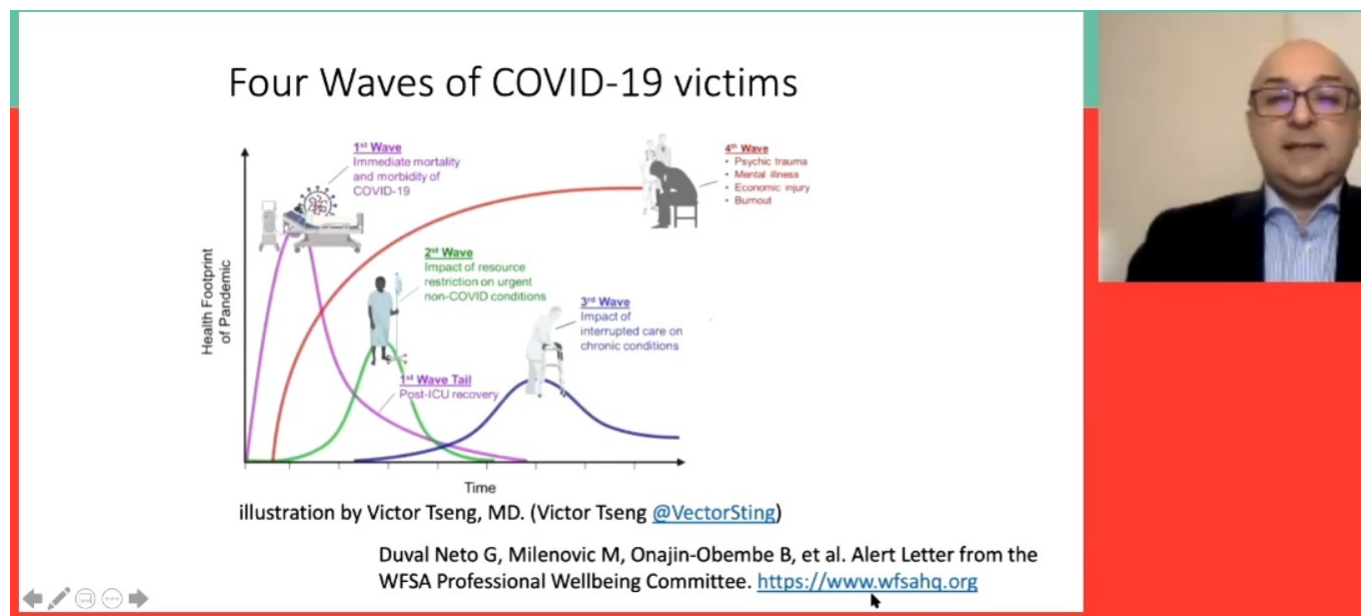 Four Waves of COVID-19 victims
1st Wave
Immediate mortality
and morbidity of
COVID-19
4th Wave
• Psychic trauma
• Mental illness
• Economic injury
• Burnout
2st Wave
Impact of resource
restriction on urgent
non-COVID conditions
3rd Wave
Impact of
interrupted care on
chronic conditions
1st Wave Tail
Post-ICU recovery
Health Footprint
of Pandemic
Time
illustration by Victor Tseng, MD. (Victor Tseng @VectorSting)
Duval Neto G, Milenovic M, Onajin-Obembe B, et al. Alert Letter from the
WFSA Professional Wellbeing Committee. https://www.wfsahq.org